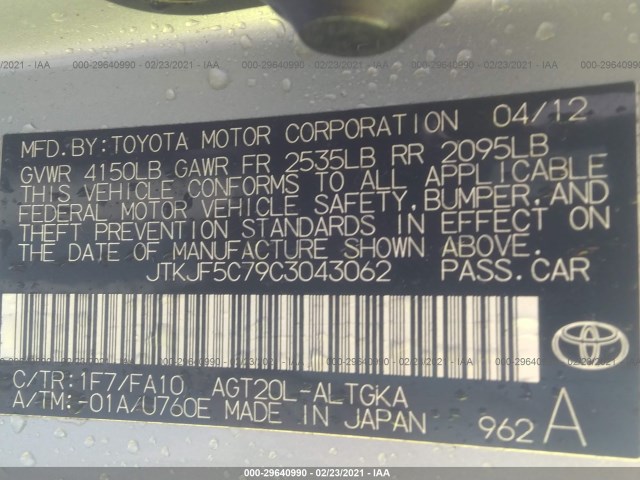 000-29640990 - 02/23/2021 - IAA
MFD.BY:TOYOTA MOTOR CORPORATION 04/12
GVWR 4150LB GAWR FR 2535LB RR 2095LB
THIS VEHICLE CONFORMS TO ALL APPLICABLE
FEDERAL MOTOR VEHICLE SAFETY,BUMPER,AND
THEFT PREVENTION STANDARDS IN EFFECT ON
THE DATE OF MANUFACTURE SHOWN ABOVE.
JTKJF5C79C3043062 PASS.CAR
C/TR:1F7/FA10 AGT20L-ALTGKA
A/TM:-01A/U760E MADE IN JAPAN
962A
TOYOTA
000-29640990 - 02/23/2021 - IAA